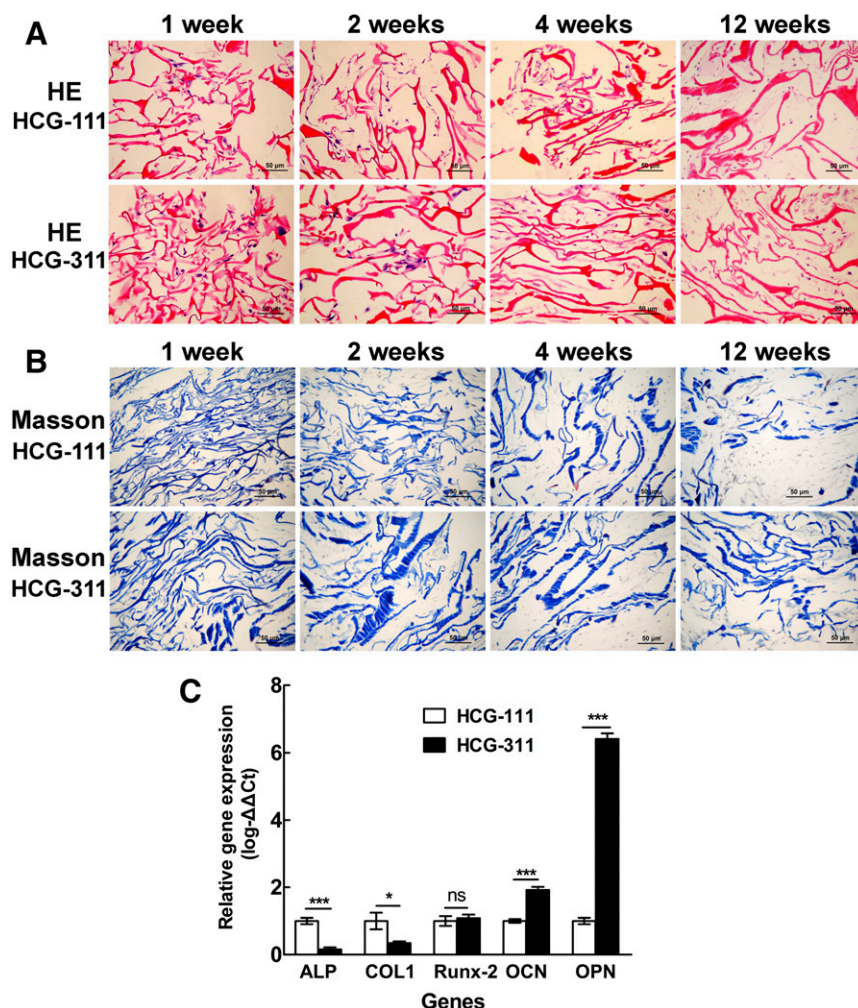 A
1 week 2 weeks 4 weeks 12 weeks
HE
HCG-111
50 μm 50 μm 50 μm 50 μm
HE
HCG-311
50 μm 50 μm 50 μm 50 μm
B
1 week 2 weeks 4 weeks 12 weeks
Masson
HCG-111
50 μm 50 μm 50 μm 50 μm
Masson
HCG-311
50 μm 50 μm 50 μm 50 μm
C
Relative gene expression
(log-ΔΔCt)
8
6
4
2
0
HCG-111
HCG-311
*** * ns *** ***
ALP COL1 Runx-2 OCN OPN
Genes